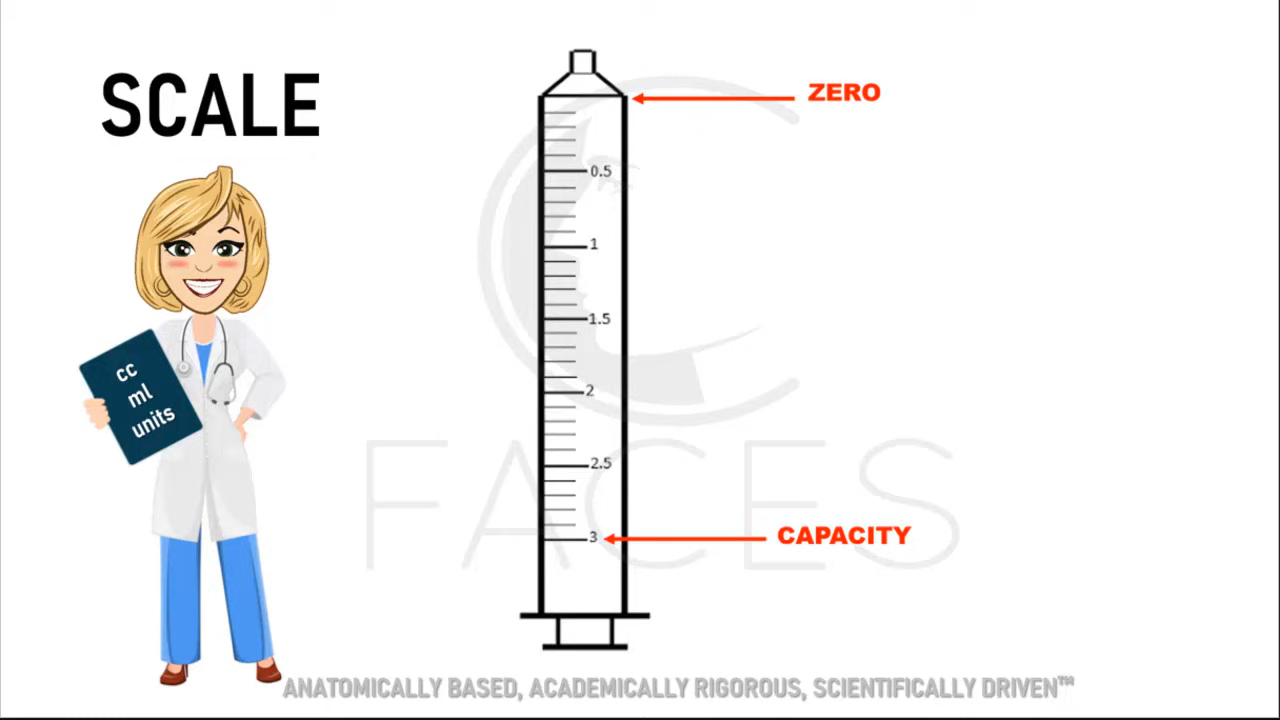 SCALE
ZERO
0.5
1
1.5
2
2.5
3
CAPACITY
cc
ml
units
FACES
ANATOMICALLY BASED, ACADEMICALLY RIGOROUS, SCIENTIFICALLY DRIVEN™